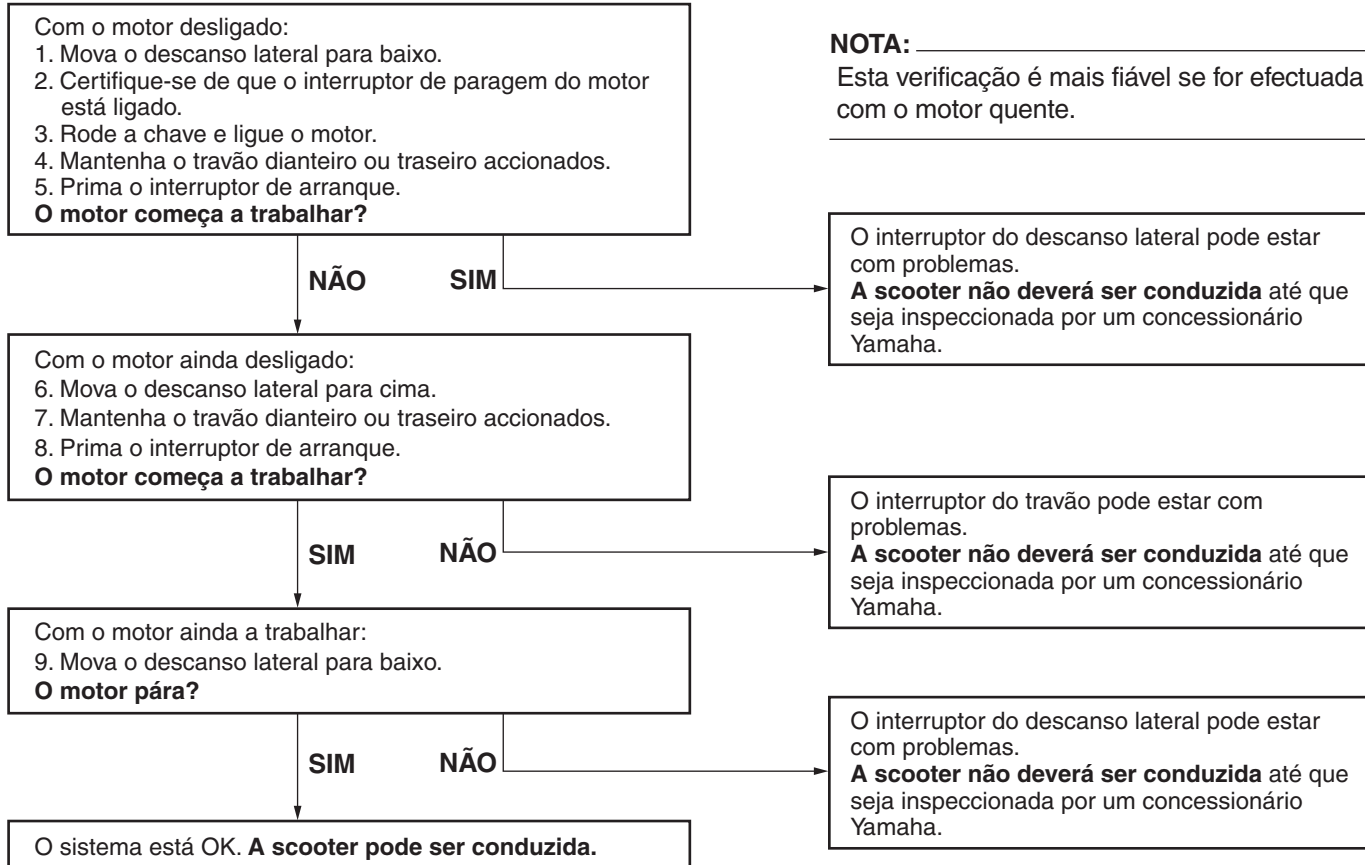 Com o motor desligado:
1. Mova o descanso lateral para baixo.
2. Certifique-se de que o interruptor de paragem do motor
está ligado.
3. Rode a chave e ligue o motor.
4. Mantenha o travão dianteiro ou traseiro accionados.
5. Prima o interruptor de arranque.
O motor começa a trabalhar?
NOTA:
Esta verificação é mais fiável se for efectuada
com o motor quente.
NÃO
SIM
O interruptor do descanso lateral pode estar
com problemas.
A scooter não deverá ser conduzida até que
seja inspeccionada por um concessionário
Yamaha.
Com o motor ainda desligado:
6. Mova o descanso lateral para cima.
7. Mantenha o travão dianteiro ou traseiro accionados.
8. Prima o interruptor de arranque.
O motor começa a trabalhar?
SIM
NÃO
O interruptor do travão pode estar com
problemas.
A scooter não deverá ser conduzida até que
seja inspeccionada por um concessionário
Yamaha.
Com o motor ainda a trabalhar:
9. Mova o descanso lateral para baixo.
O motor pára?
SIM
NÃO
O interruptor do descanso lateral pode estar
com problemas.
A scooter não deverá ser conduzida até que
seja inspeccionada por um concessionário
Yamaha.
O sistema está OK. A scooter pode ser conduzida.